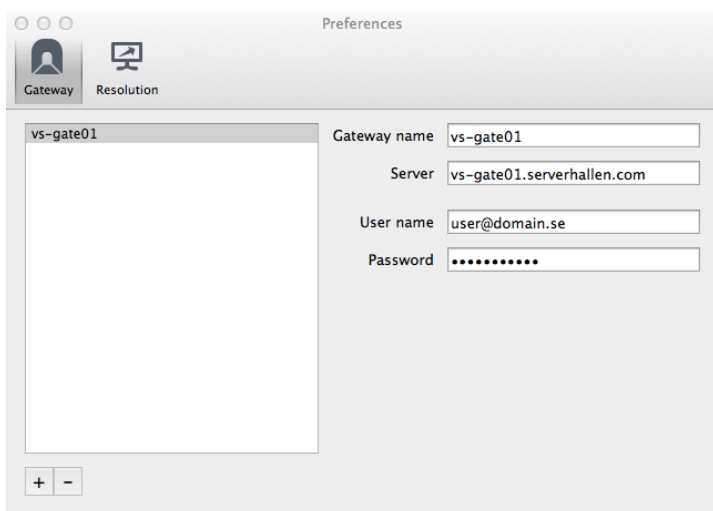 Preferences
Gateway
Resolution
vs-gate01
Gateway name
vs-gate01
Server
vs-gate01.serverhallen.com
User name
user@domain.se
Password
•••••••••••
+
-